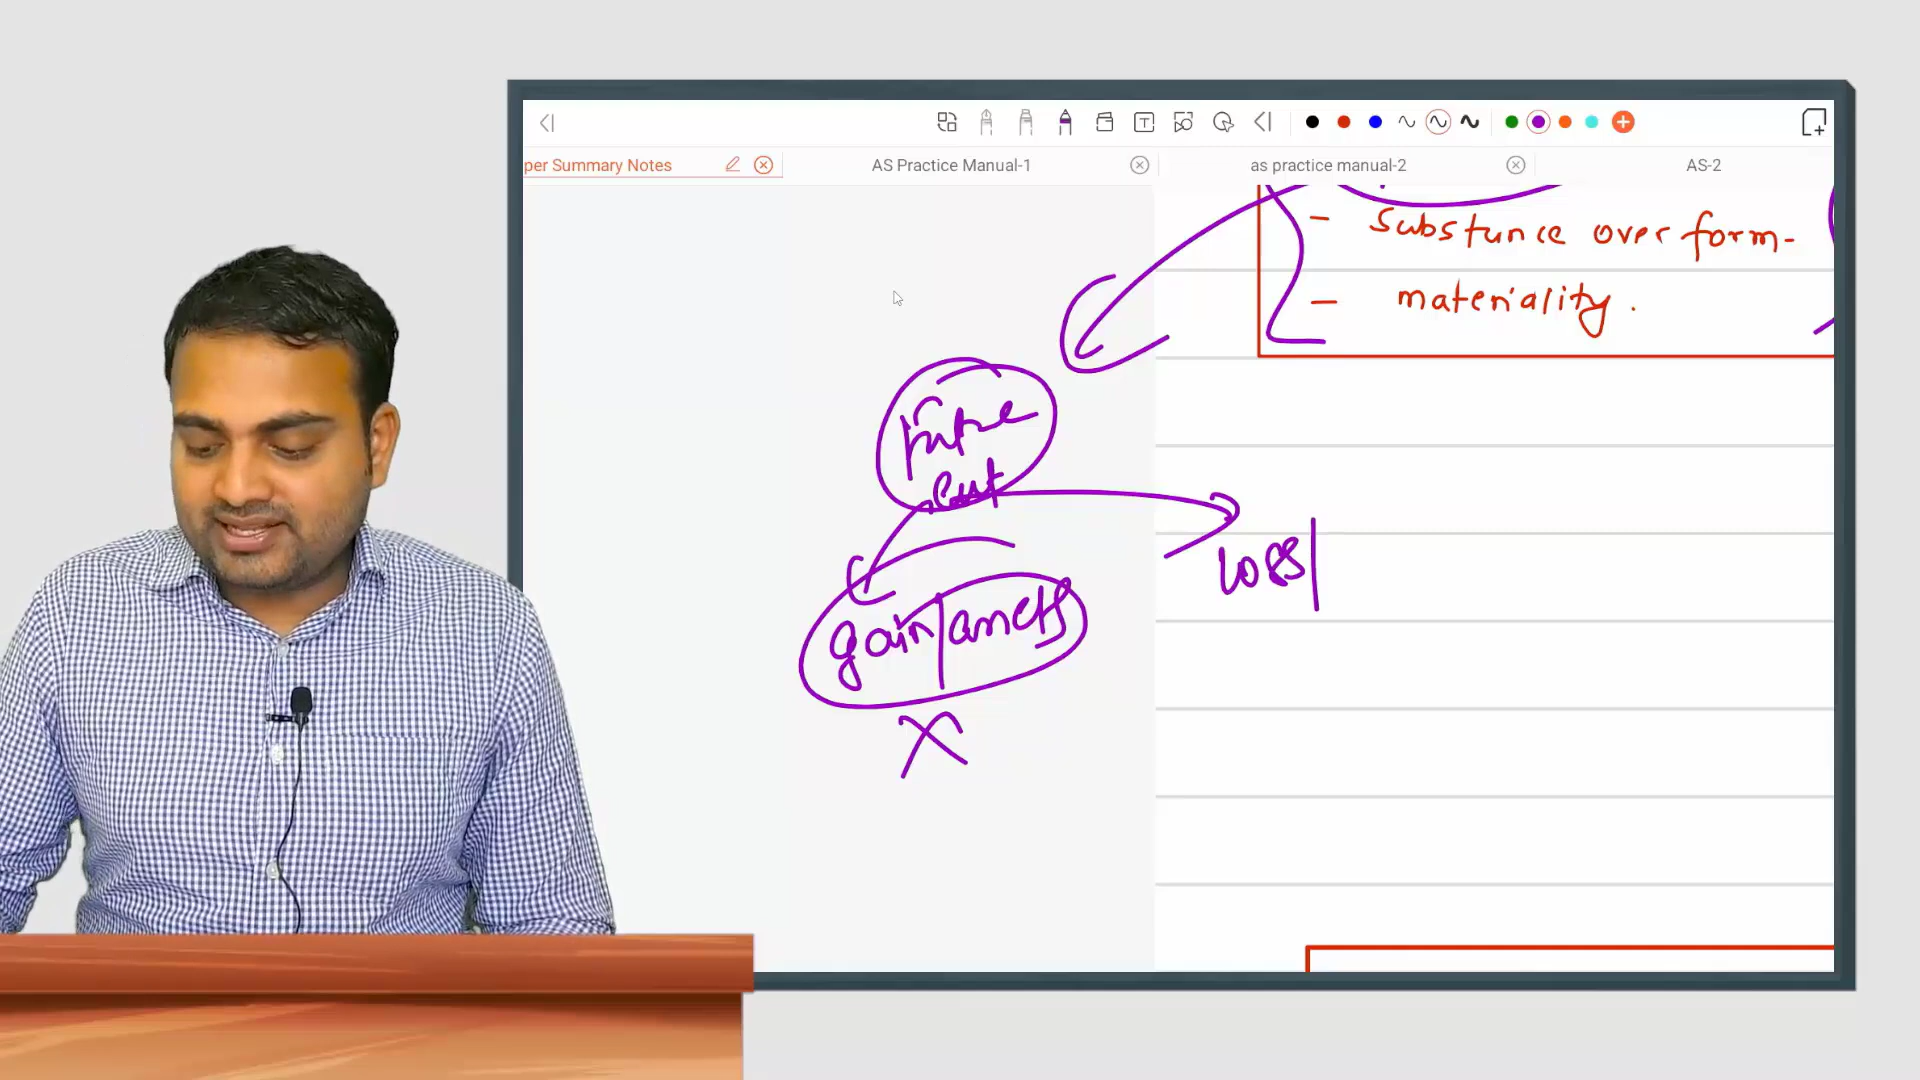 per Summary Notes
AS Practice Manual-1
as practice manual-2
AS-2
- Substance over form-
- materiality.
loss|
gain|assets
X